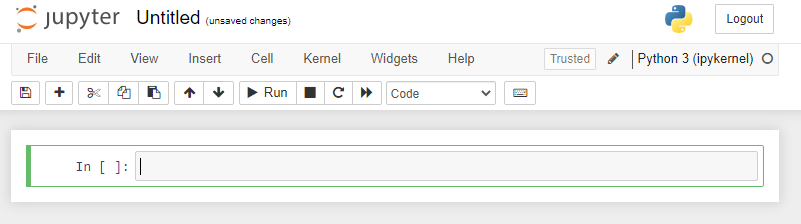 jupyter Untitled (unsaved changes) Logout
File Edit View Insert Cell Kernel Widgets Help Trusted Python 3 (ipykernel)
Run Code
In [ ]: